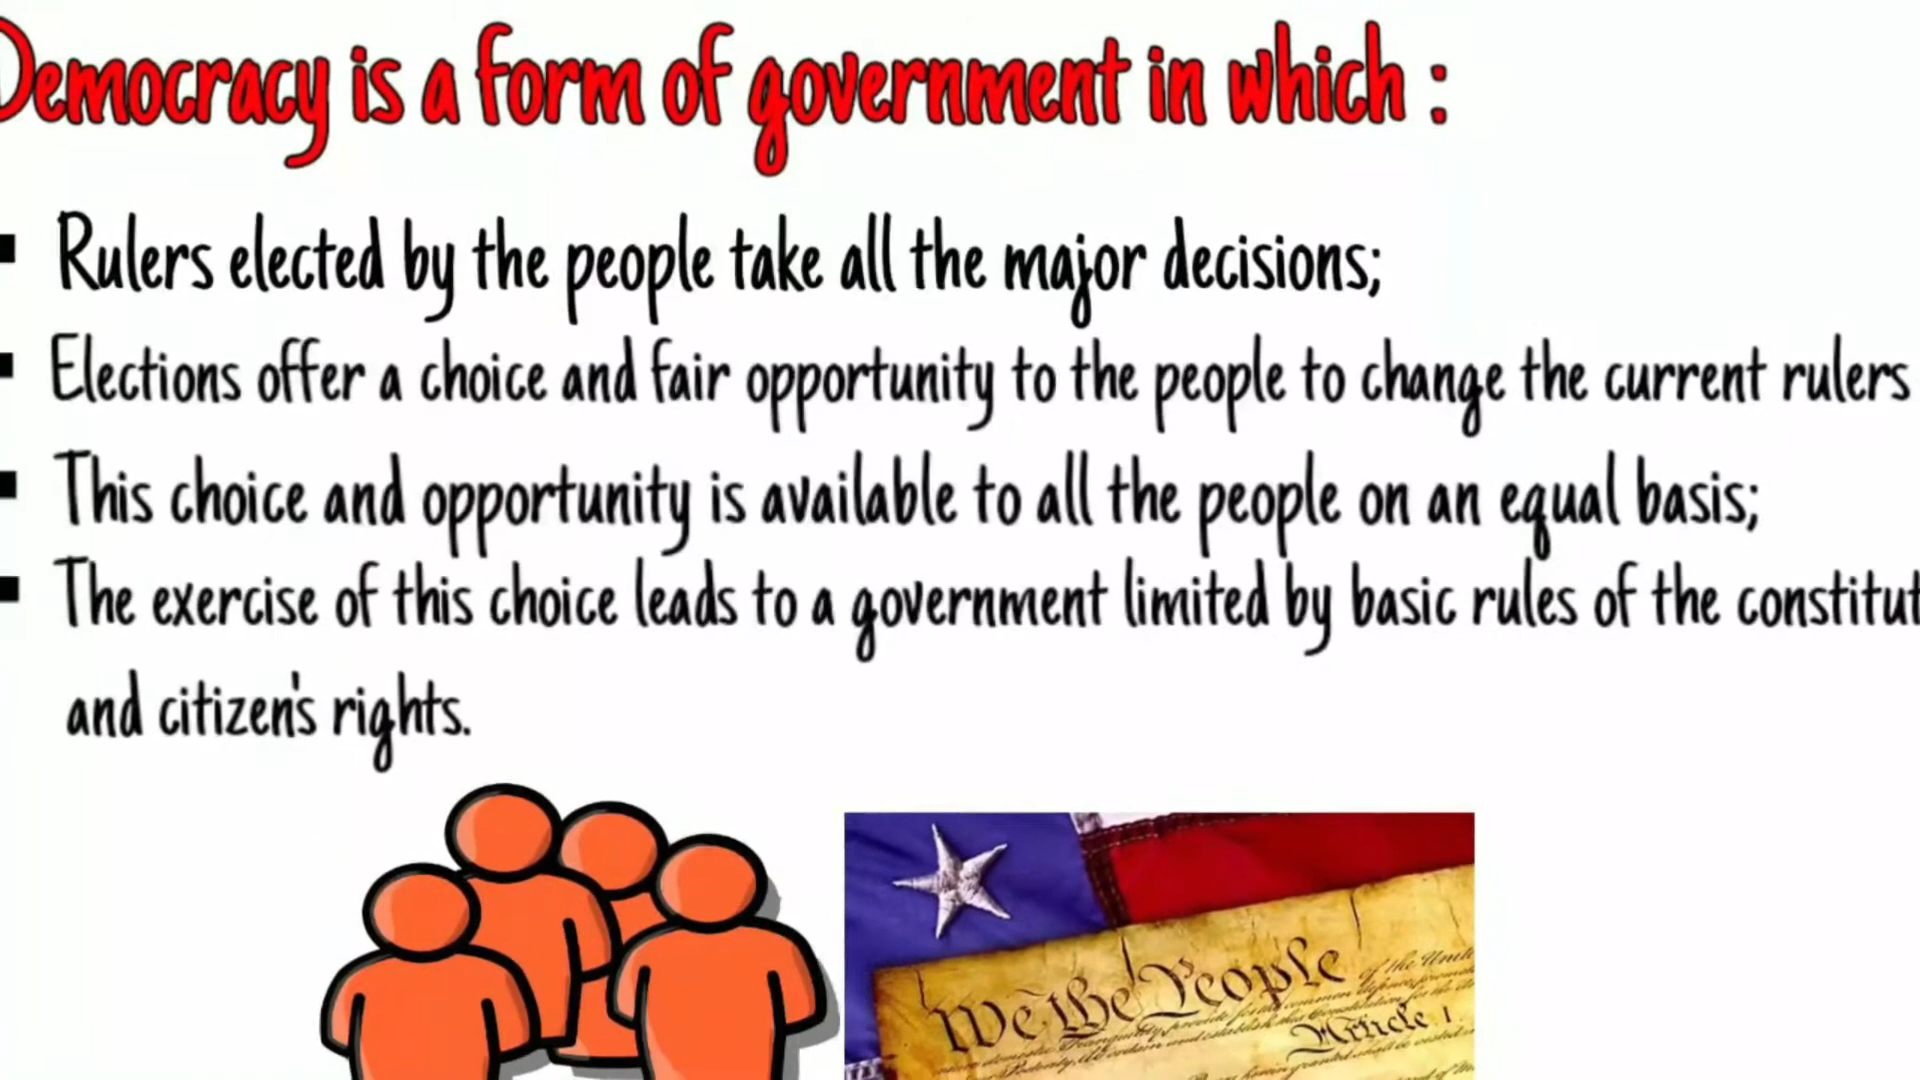 Democracy is a form of government in which :
Rulers elected by the people take all the major decisions;
Elections offer a choice and fair opportunity to the people to change the current rulers
This choice and opportunity is available to all the people on an equal basis;
The exercise of this choice leads to a government limited by basic rules of the constitut
and citizen's rights.
We the People
of the Unite
Article 1